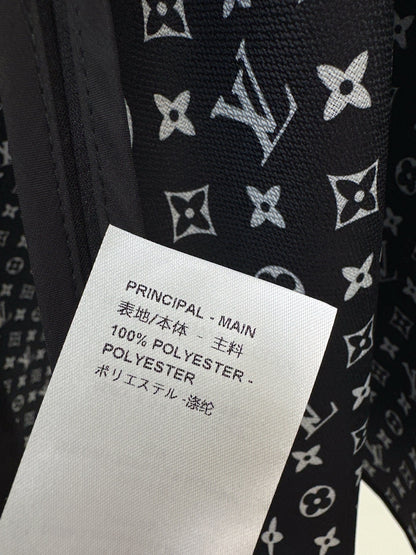 PRINCIPAL - MAIN
表地/本体 - 主料
100% POLYESTER -
POLYESTER
ポリエステル -涤纶